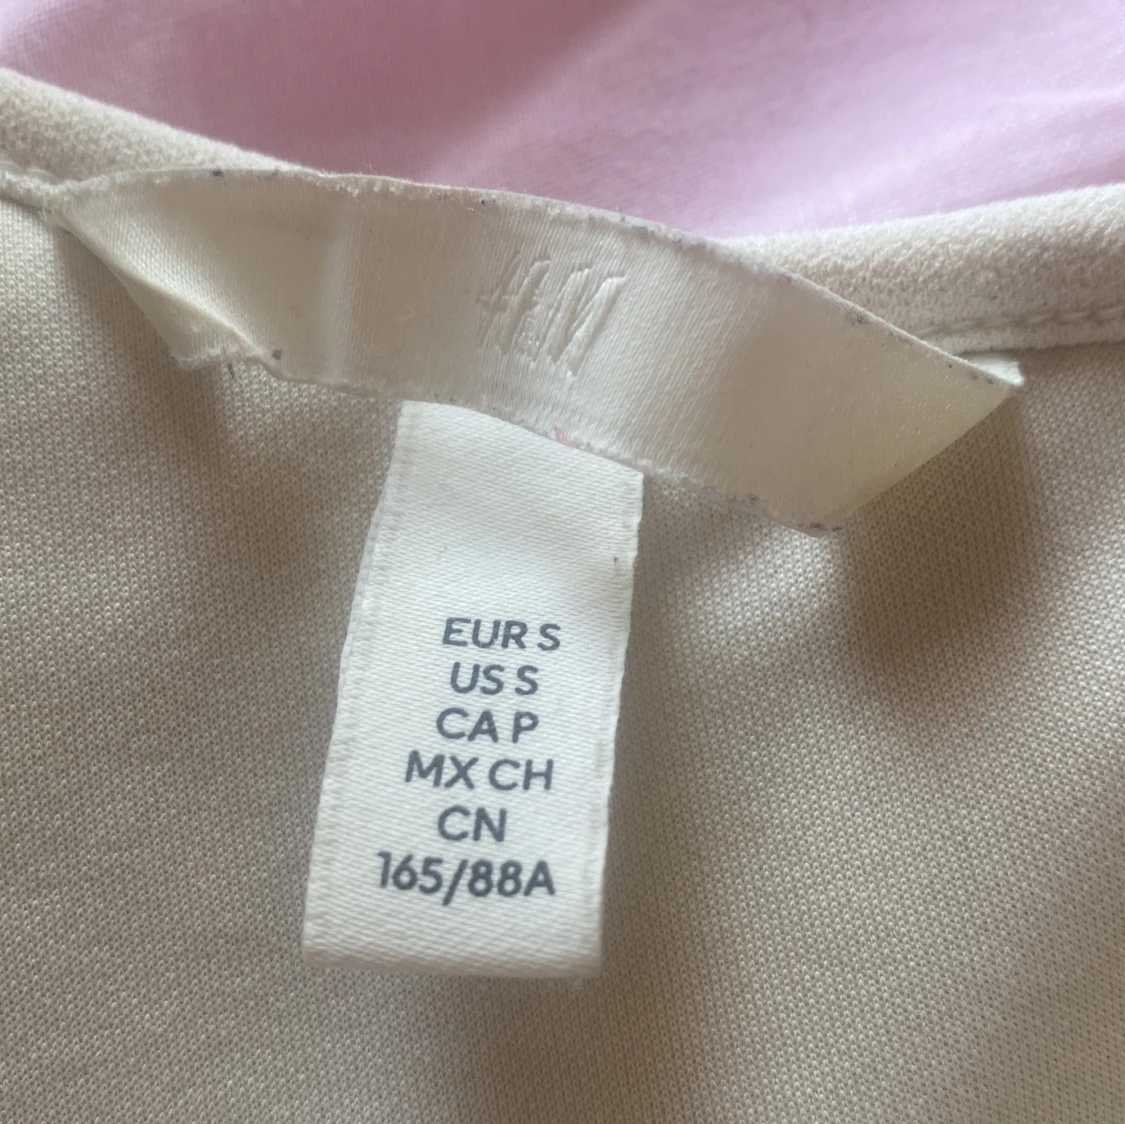 H&M
EUR S
US S
CA P
MX CH
CN
165/88A